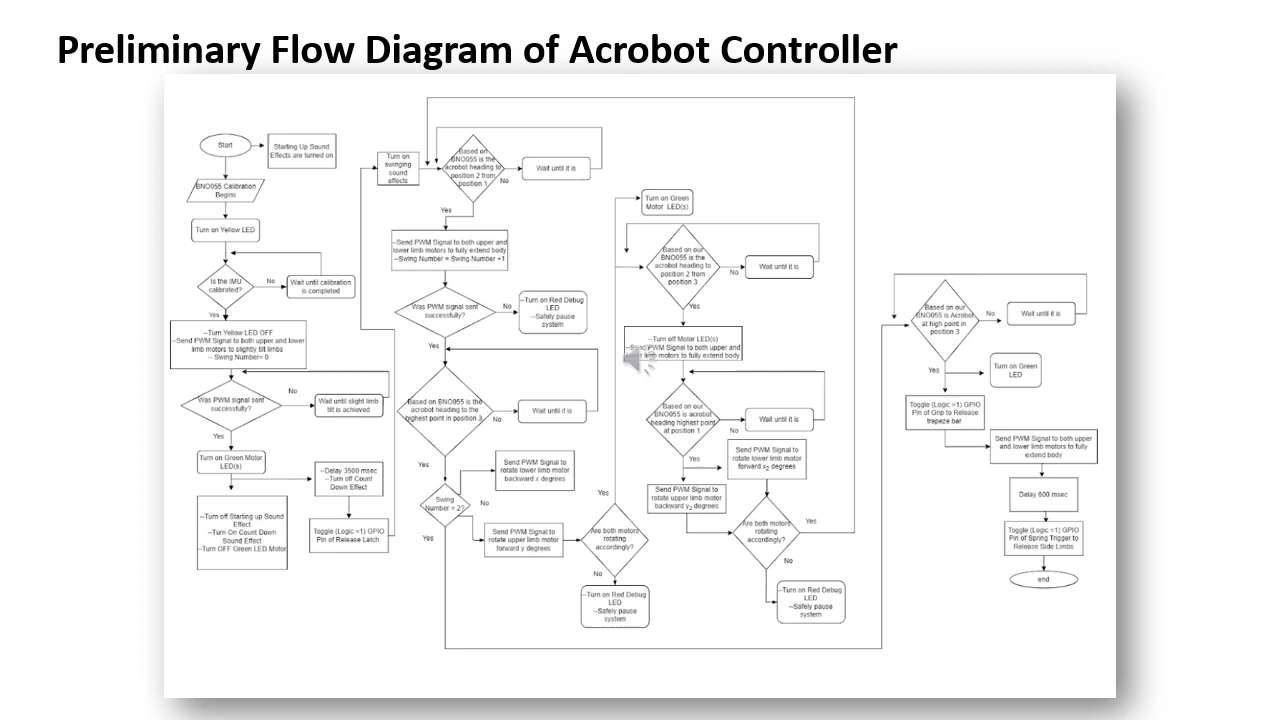 Preliminary Flow Diagram of Acrobot Controller
Start
Starting Up Sound
Effects are turned on
BNO055 Calibration
Begins
Turn on Yellow LED
Is the IMU
calibrated?
No
Wait until calibration
is completed
Yes
--Turn Yellow LED OFF
--Send PWM Signal to both upper and lower
limb motors to slightly tilt limbs
-- Swing Number= 0
Was PWM signal sent
successfully?
No
Wait until slight limb
tilt is achieved
Yes
Turn on Green Motor
LED(s)
--Delay 3500 msec
--Turn off Count
Down Effect
--Turn off Starting up Sound
Effect
--Turn On Count Down
Sound Effect
--Turn OFF Green LED Motor
Toggle (Logic =1) GPIO
Pin of Release Latch
Turn on
swinging
sound
effects
Based on
BNO055 is the
acrobot heading to
position 2 from
position 1
No
Wait until it is
Yes
--Send PWM Signal to both upper and
lower limb motors to fully extend body
--Swing Number = Swing Number +1
Was PWM signal sent
successfully?
No
--Turn on Red Debug
LED
--Safely pause
system
Yes
Based on BNO055 is the
acrobot heading to the
highest point in position 3
No
Wait until it is
Yes
Swing
Number = 2?
No
Yes
Send PWM Signal to
rotate lower limb motor
backward x degrees
Send PWM Signal to
rotate upper limb motor
forward y degrees
Are both motors
rotating
accordingly?
Yes
No
--Turn on Red Debug
LED
--Safely pause
system
Turn on Green
Motor LED(s)
Based on our
BNO055 is the
acrobot heading to
position 2 from
position 3
No
Wait until it is
Yes
--Turn off Motor LED(s)
--Send PWM Signal to both upper and
limb motors to fully extend body
Based on our
BNO055 is acrobot
heading highest point
at position 1
No
Wait until it is
Yes
Send PWM Signal to
rotate lower limb motor
forward x2 degrees
Send PWM Signal to
rotate upper limb motor
backward y2 degrees
Are both motors
rotating
accordingly?
Yes
No
--Turn on Red Debug
LED
--Safely pause
system
Based on our
BNO055 is Acrobot
at high point in
position 3
No
Wait until it is
Yes
Turn on Green
LED
Toggle (Logic =1) GPIO
Pin of Grip to Release
trapeze bar
Send PWM Signal to both upper
and lower limb motors to fully
extend body
Delay 600 msec
Toggle (Logic =1) GPIO
Pin of Spring Trigger to
Release Side Limbs
end